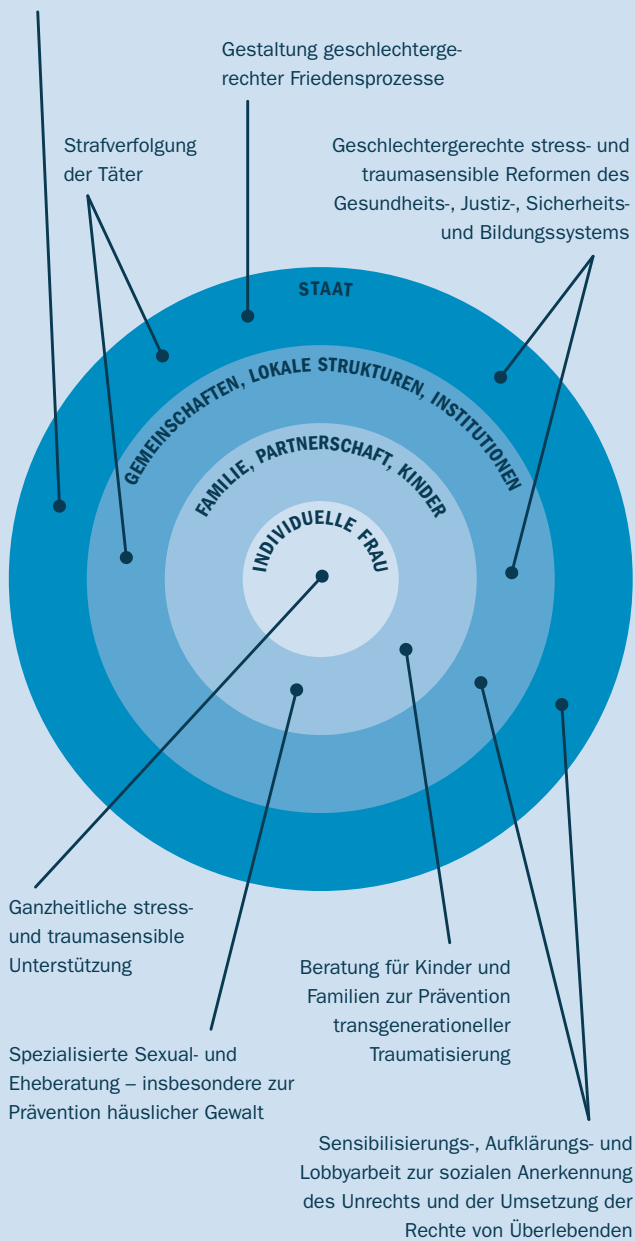 Gestaltung geschlechterge-
rechter Friedensprozesse
Strafverfolgung
der Täter
Geschlechtergerechte stress- und
traumasensible Reformen des
Gesundheits-, Justiz-, Sicherheits-
und Bildungssystems
STAAT
GEMEINSCHAFTEN, LOKALE STRUKTUREN, INSTITUTIONEN
FAMILIE, PARTNERSCHAFT, KINDER
INDIVIDUELLE FRAU
Ganzheitliche stress-
und traumasensible
Unterstützung
Beratung für Kinder und
Familien zur Prävention
transgenerationeller
Traumatisierung
Spezialisierte Sexual- und
Eheberatung – insbesondere zur
Prävention häuslicher Gewalt
Sensibilisierungs-, Aufklärungs- und
Lobbyarbeit zur sozialen Anerkennung
des Unrechts und der Umsetzung der
Rechte von Überlebenden